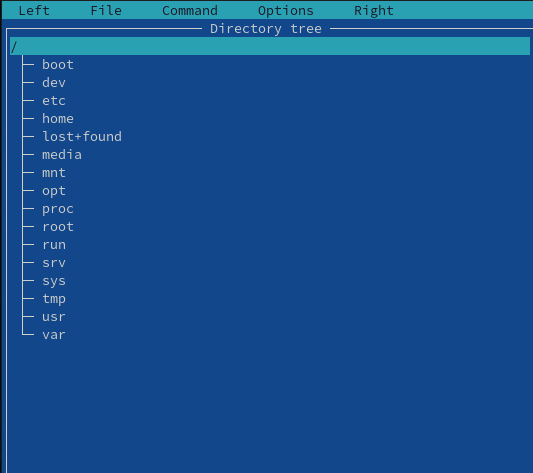 Left File Command Options Right
Directory tree
/
boot
dev
etc
home
lost+found
media
mnt
opt
proc
root
run
srv
sys
tmp
usr
var